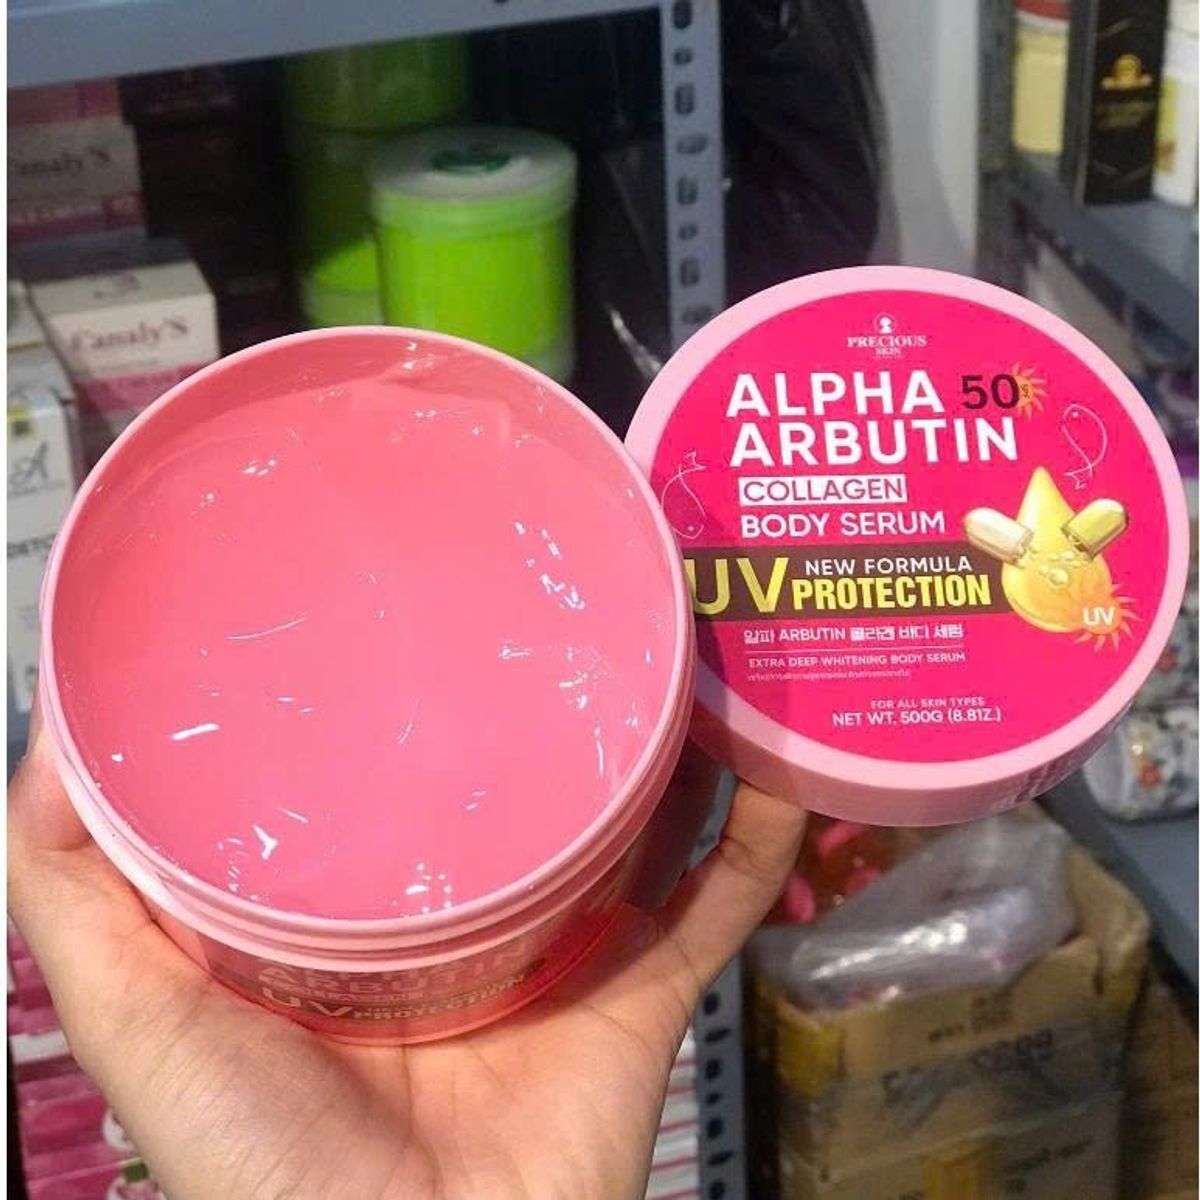 Canaly'S
Canaly'S
PRECIOUS
SKIN
ALPHA 50
ARBUTIN
COLLAGEN
BODY SERUM
UV NEW FORMULA
PROTECTION
UV
알파 ARBUTIN 콜라겐 바디 세럼
EXTRA DEEP WHITENING BODY SERUM
FOR ALL SKIN TYPES
NET WT. 500G (8.81Z.)
ARBUTIN
UV PROTECTION